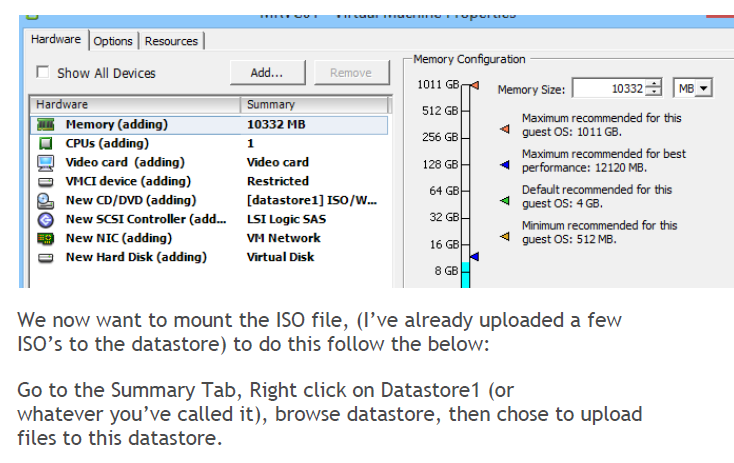 Virtual Machine Properties
Hardware Options Resources
Show All Devices Add... Remove
Hardware Summary
Memory (adding) 10332 MB
CPUs (adding) 1
Video card (adding) Video card
VMCI device (adding) Restricted
New CD/DVD (adding) [datastore1] ISO/W...
New SCSI Controller (add... LSI Logic SAS
New NIC (adding) VM Network
New Hard Disk (adding) Virtual Disk
Memory Configuration
1011 GB
512 GB
256 GB
128 GB
64 GB
32 GB
16 GB
8 GB
Memory Size: 10332 MB
Maximum recommended for this
guest OS: 1011 GB.
Maximum recommended for best
performance: 12120 MB.
Default recommended for this
guest OS: 4 GB.
Minimum recommended for this
guest OS: 512 MB.
We now want to mount the ISO file, (I’ve already uploaded a few
ISO’s to the datastore) to do this follow the below:
Go to the Summary Tab, Right click on Datastore1 (or
whatever you’ve called it), browse datastore, then chose to upload
files to this datastore.